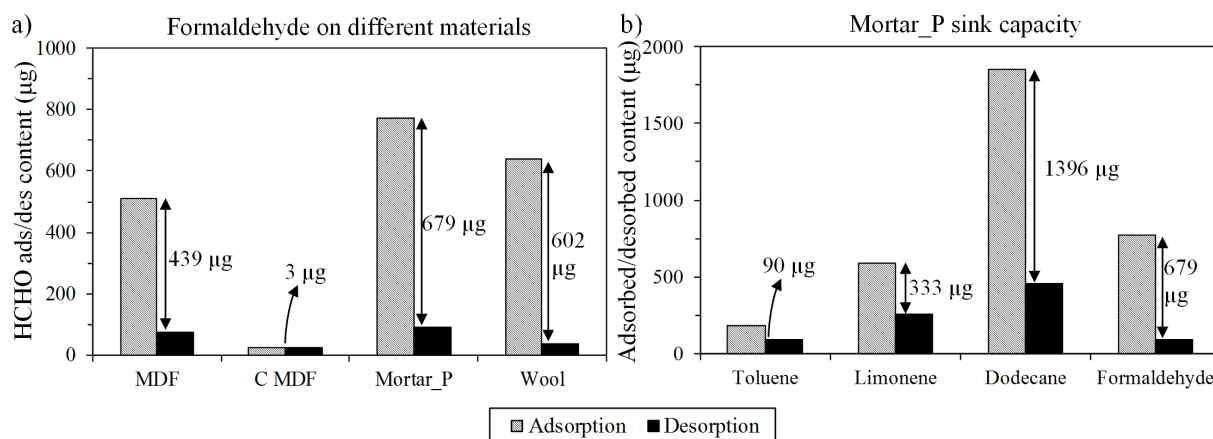 a)
Formaldehyde on different materials
HCHO ads/des content (µg)
1000
800
600
400
200
0
439 µg
3 µg
679 µg
602
µg
MDF
C MDF
Mortar_P
Wool
b)
Mortar_P sink capacity
Adsorbed/desorbed content (µg)
2000
1500
1000
500
0
90 µg
333 µg
1396 µg
679
µg
Toluene
Limonene
Dodecane
Formaldehyde
Adsorption
Desorption